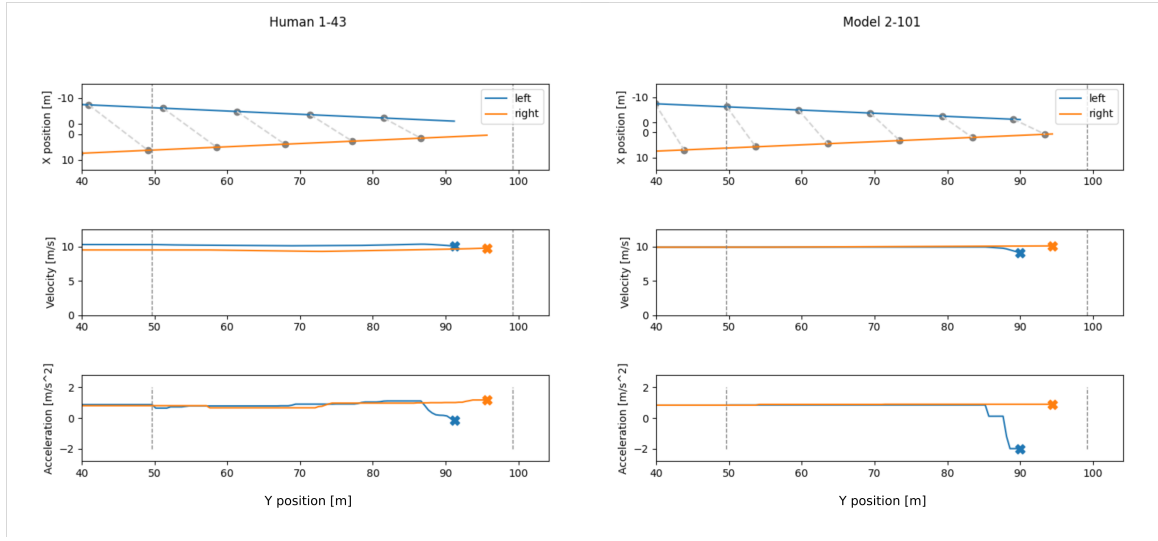 Human 1-43
Model 2-101
X position [m]
-10
0
0
10
left
right
40 50 60 70 80 90 100
X position [m]
-10
0
0
10
left
right
40 50 60 70 80 90 100
Velocity [m/s]
10
5
0
40 50 60 70 80 90 100
Velocity [m/s]
10
5
0
40 50 60 70 80 90 100
Acceleration [m/s^2]
2
0
−2
40 50 60 70 80 90 100
Y position [m]
Acceleration [m/s^2]
2
0
−2
40 50 60 70 80 90 100
Y position [m]